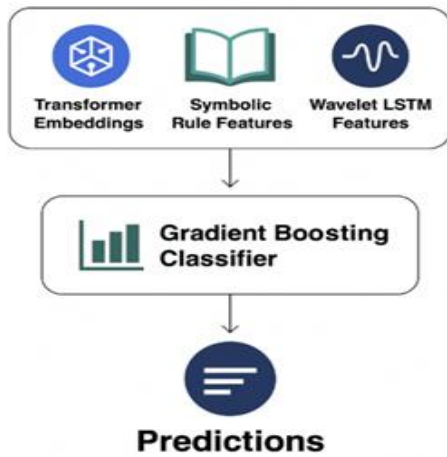 Transformer
Embeddings
Symbolic
Rule Features
Wavelet LSTM
Features
Gradient Boosting
Classifier
Predictions